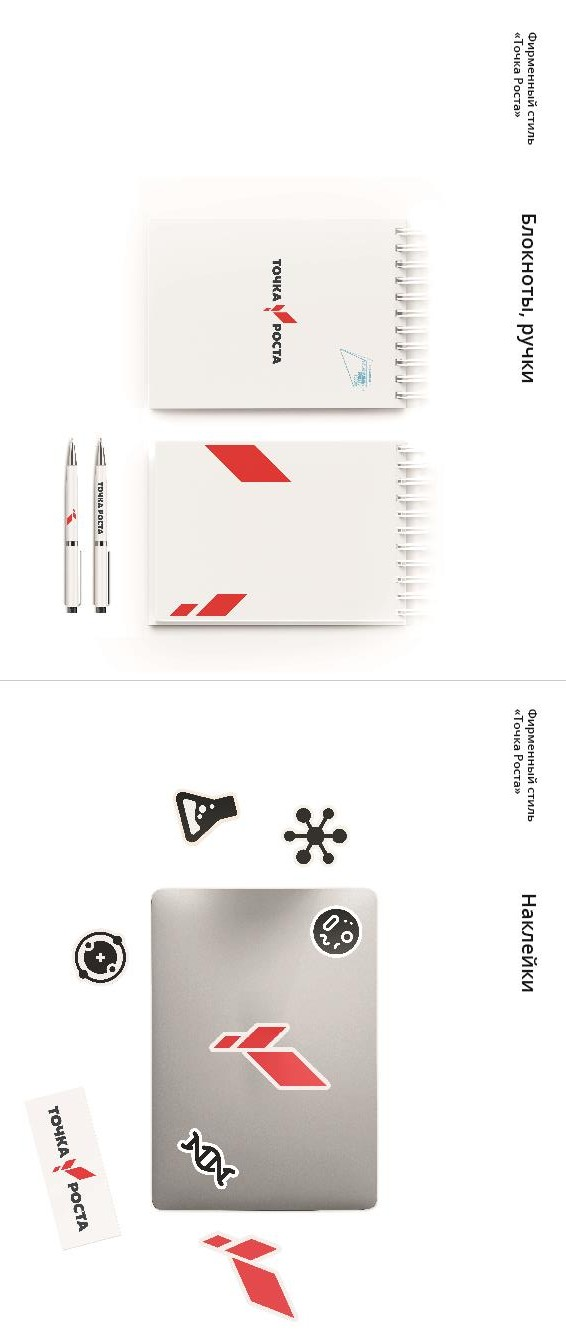 Фирменный стиль
«Точка Роста»
Блокноты, ручки
ТОЧКА РОСТА
ТОЧКА РОСТА
Фирменный стиль
«Точка Роста»
Наклейки
ТОЧКА РОСТА